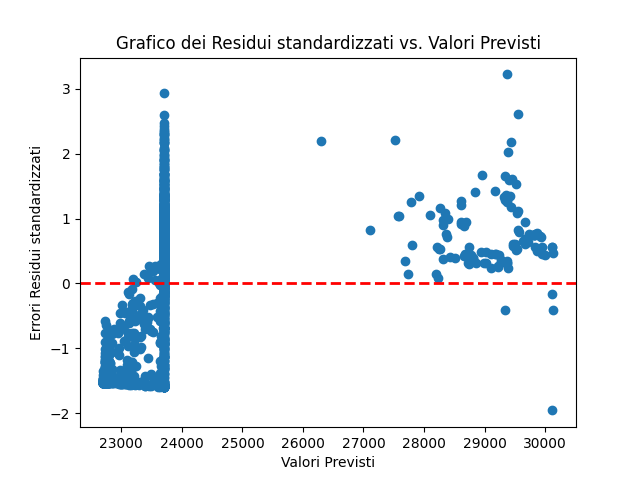 Grafico dei Residui standardizzati vs. Valori Previsti
Errori Residui standardizzati
3
2
1
0
−1
−2
23000 24000 25000 26000 27000 28000 29000 30000
Valori Previsti